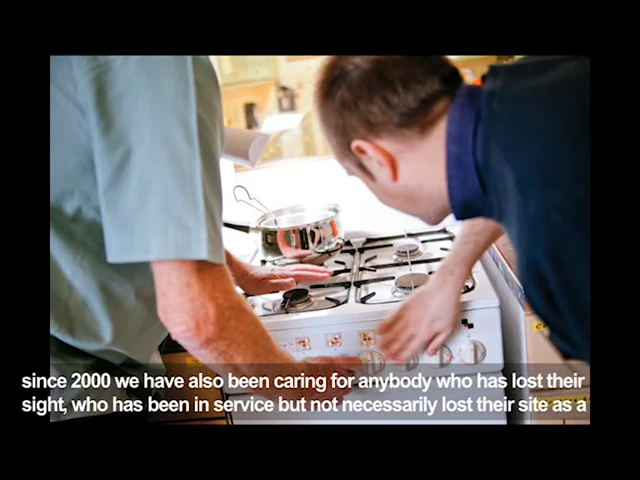 since 2000 we have also been caring for anybody who has lost their
sight, who has been in service but not necessarily lost their site as a